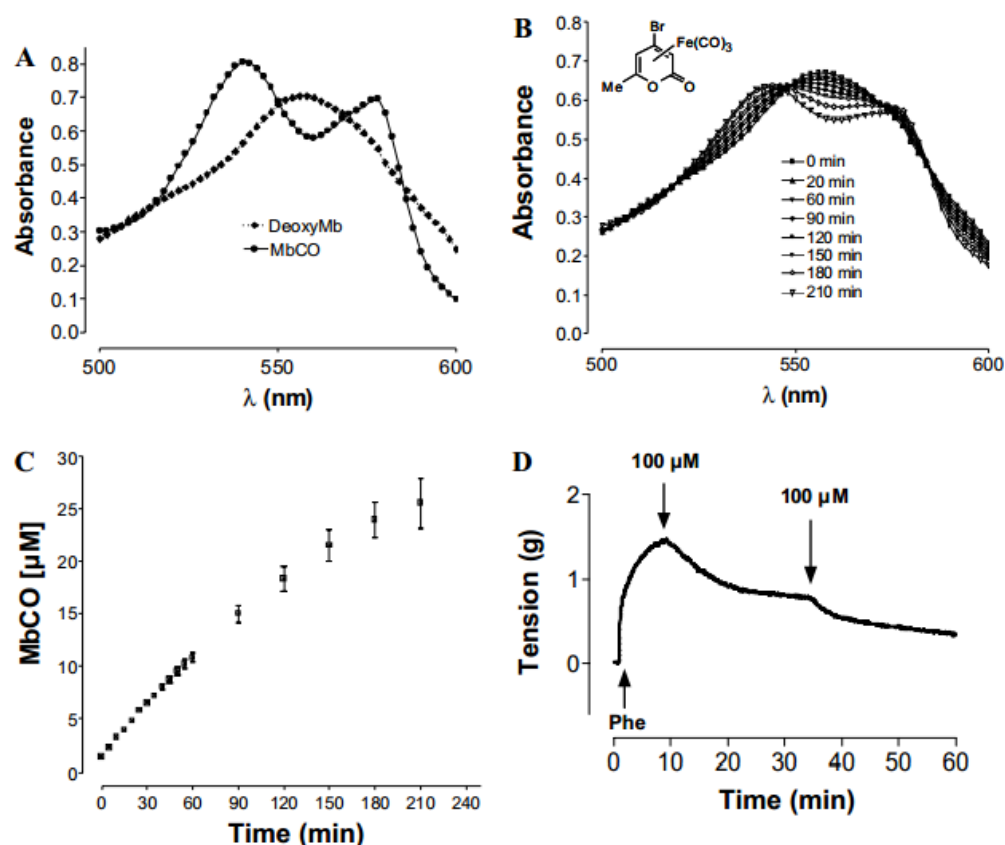 A
Absorbance
0.8
0.7
0.6
0.5
0.4
0.3
0.2
0.1
0.0
DeoxyMb
MbCO
500
550
600
λ (nm)
B
Br
Fe(CO)3
Me
O
O
Absorbance
0.8
0.7
0.6
0.5
0.4
0.3
0.2
0.1
0.0
0 min
20 min
60 min
90 min
120 min
150 min
180 min
210 min
500
550
600
λ (nm)
C
MbCO [µM]
30
25
20
15
10
5
0
0 30 60 90 120 150 180 210 240
Time (min)
D
100 µM
100 µM
Tension (g)
2
1
0
Phe
0 10 20 30 40 50 60
Time (min)